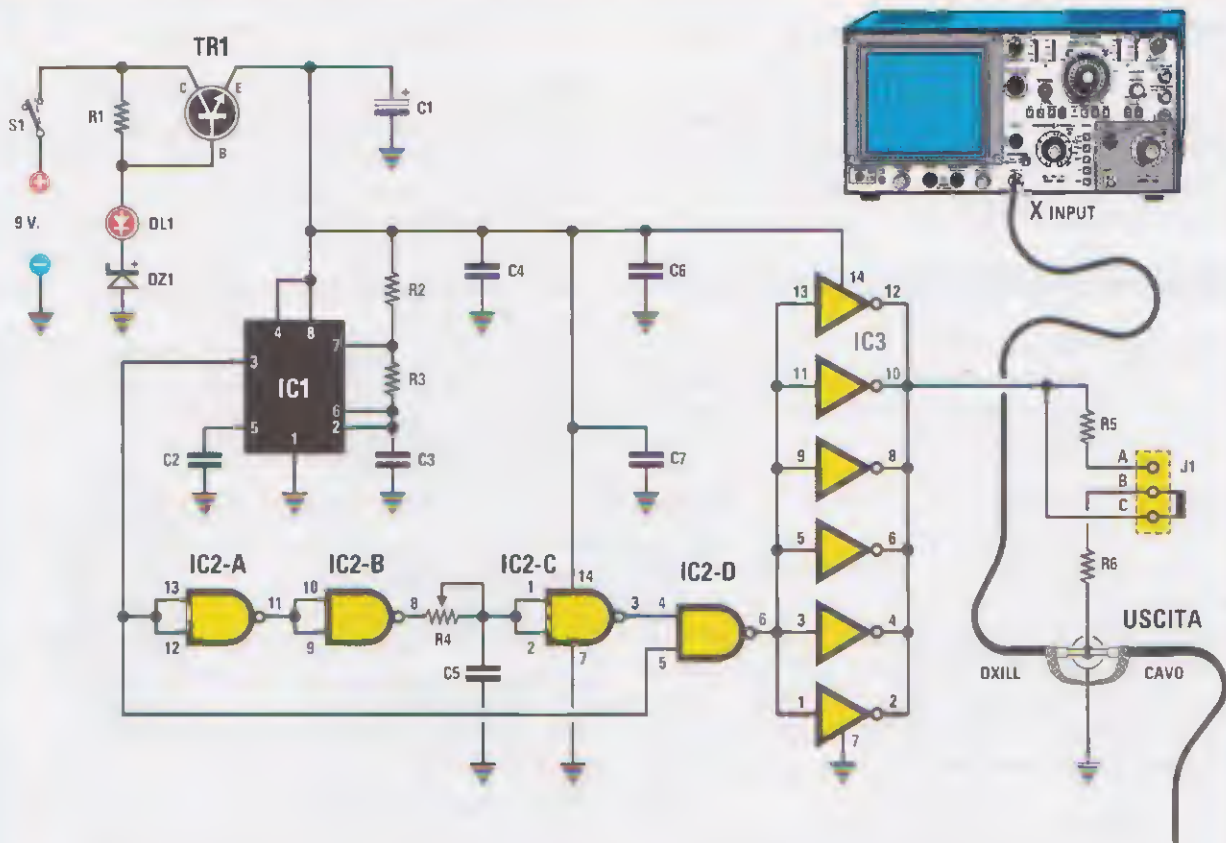 TR1
C
E
B
S1
R1
C1
+
9 V.
DL1
DZ1
+
X INPUT
4
8
7
3
IC1
6
5
2
1
R2
R3
C2
C3
C4
C6
C7
14
13
12
IC3
11
10
9
8
5
6
3
4
1
2
7
R5
A
J1
B
C
R6
USCITA
OXILL
CAVO
IC2-A
IC2-B
IC2-C
IC2-D
13
12
11
10
9
8
R4
C5
1
2
14
7
3
4
5
6